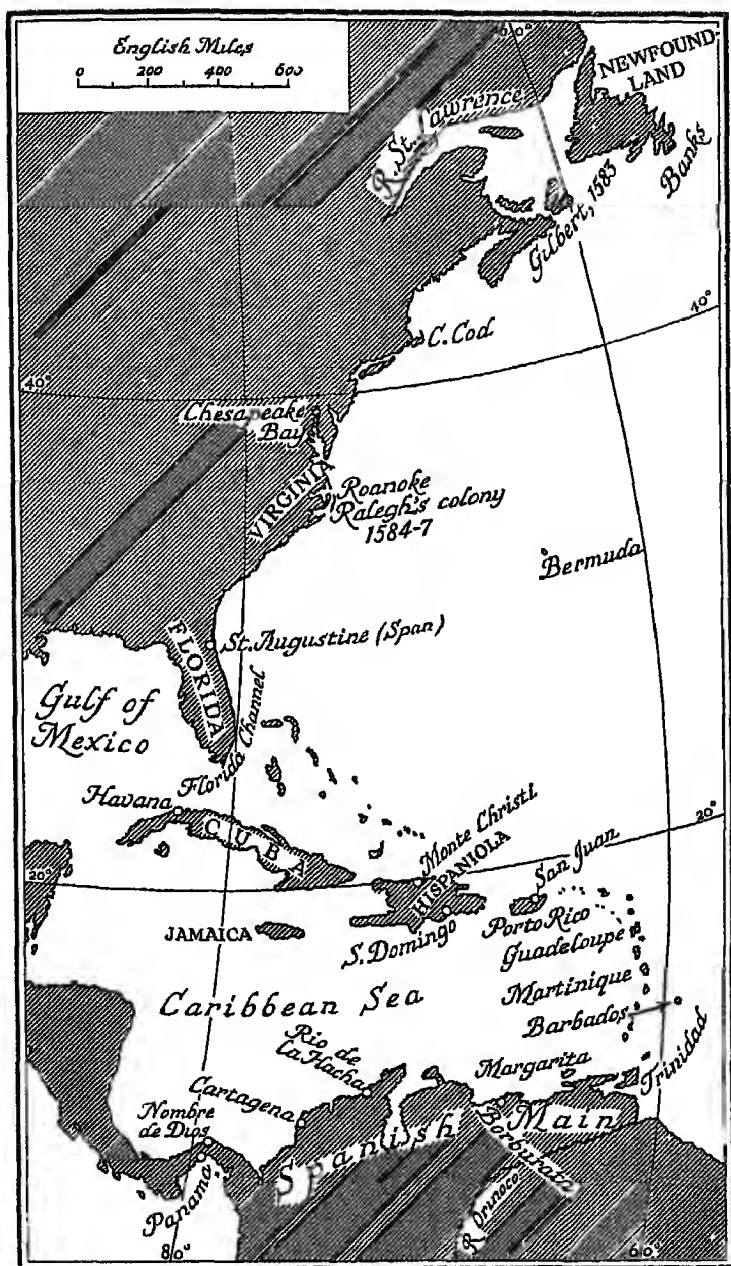 English Miles
0 200 400 600
60°
NEWFOUND-
LAND
R. St. Lawrence
Banks
Gilbert, 1583
40°
C. Cod
40°
Chesapeake
Bay
VIRGINIA
Roanoke
Ralegh's colony
1584-7
Bermuda
St. Augustine (Span)
FLORIDA
Gulf of
Mexico
Florida Channel
Havana
CUBA
20°
Monte Christi
HISPANIOLA
San Juan
20°
JAMAICA
S. Domingo
Porto Rico
Guadeloupe
Martinique
Barbados
Caribbean Sea
Rio de
La Hacha
Margarita
Trinidad
Cartagena
Nombre
de Dios
Spanish Main
Borburata
Panama
R. Orinoco
80°
60°